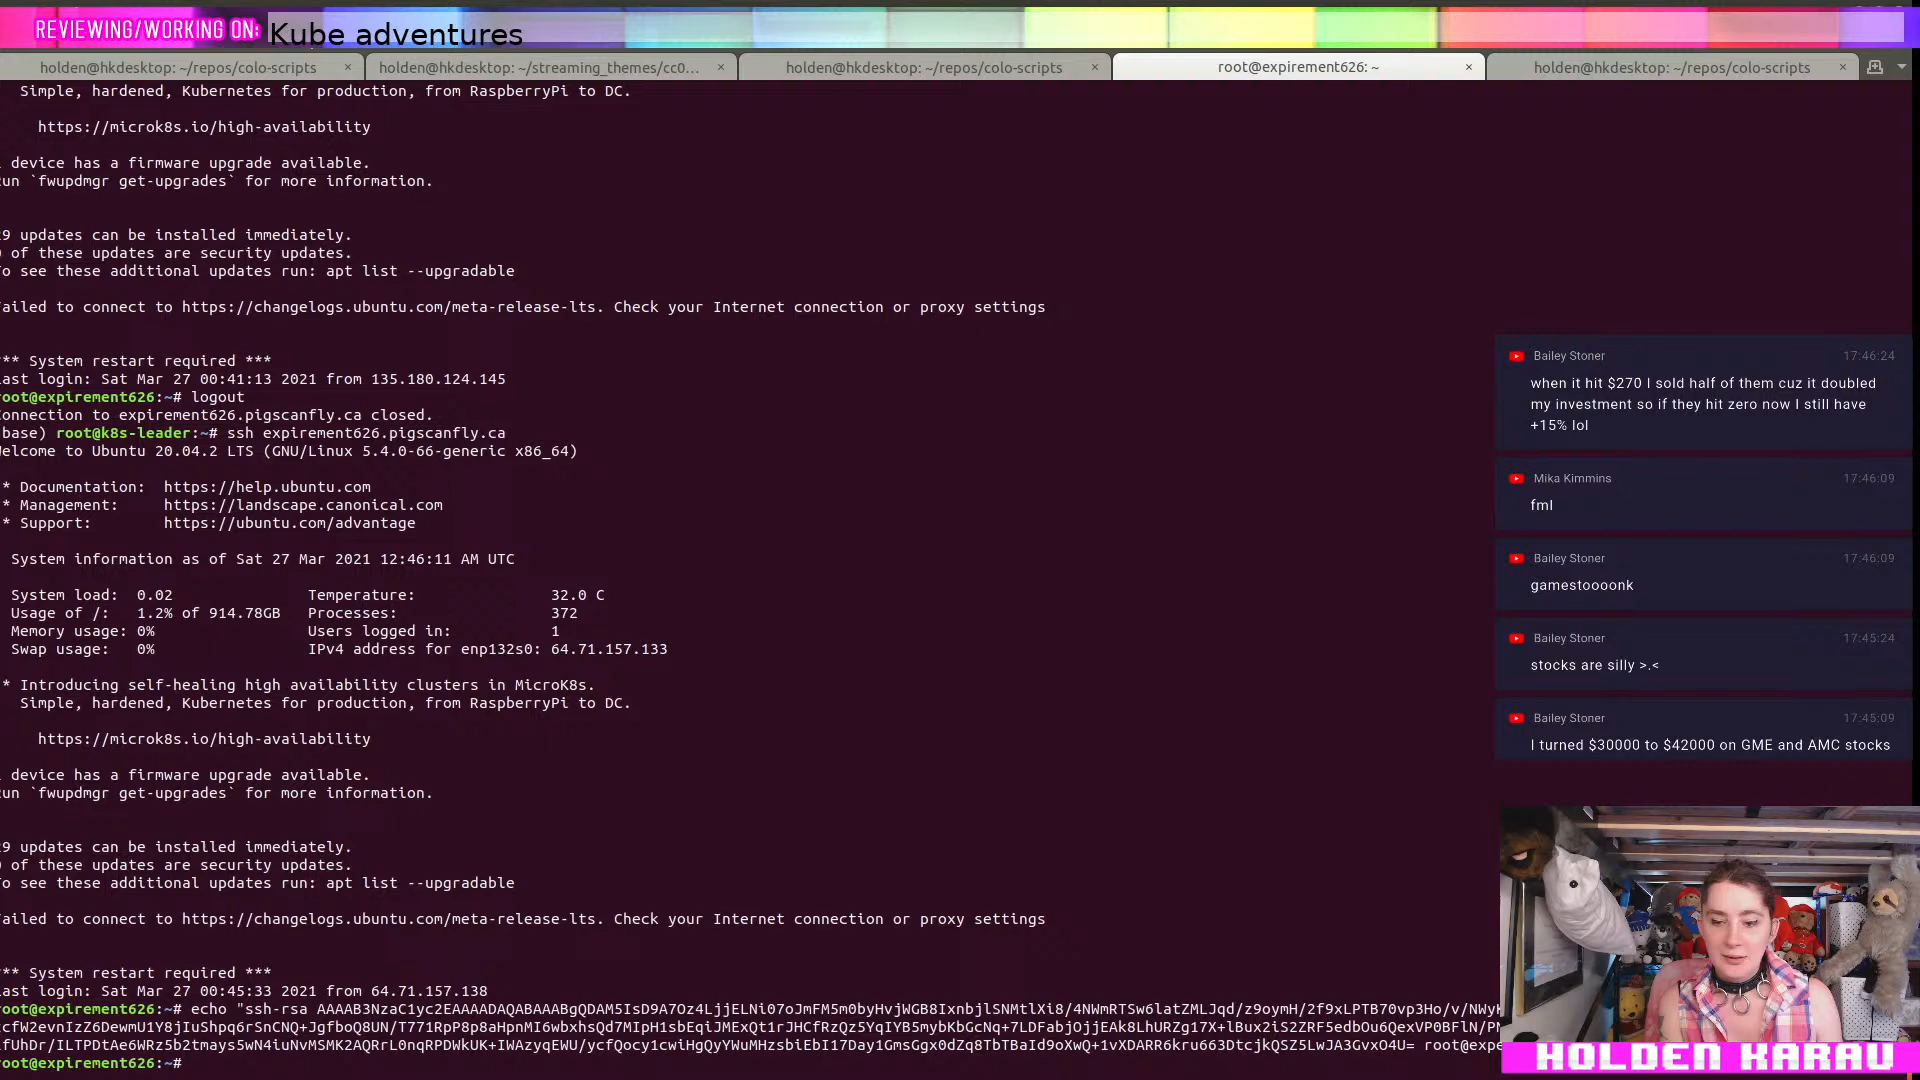 REVIEWING/WORKING ON: Kube adventures
holden@hkdesktop: ~/repos/colo-scripts × holden@hkdesktop: ~/streaming_themes/cc0... × holden@hkdesktop: ~/repos/colo-scripts × root@expirement626: ~ × holden@hkdesktop: ~/repos/colo-scripts ×
Simple, hardened, Kubernetes for production, from RaspberryPi to DC.
https://microk8s.io/high-availability
device has a firmware upgrade available.
un `fwupdmgr get-upgrades` for more information.
29 updates can be installed immediately.
of these updates are security updates.
To see these additional updates run: apt list --upgradable
Failed to connect to https://changelogs.ubuntu.com/meta-release-lts. Check your Internet connection or proxy settings
*** System restart required ***
Last login: Sat Mar 27 00:41:13 2021 from 135.180.124.145
root@expirement626:~# logout
Connection to expirement626.pigscanfly.ca closed.
(base) root@k8s-leader:~# ssh expirement626.pigscanfly.ca
Welcome to Ubuntu 20.04.2 LTS (GNU/Linux 5.4.0-66-generic x86_64)
* Documentation: https://help.ubuntu.com
* Management: https://landscape.canonical.com
* Support: https://ubuntu.com/advantage
System information as of Sat 27 Mar 2021 12:46:11 AM UTC
System load: 0.02 Temperature: 32.0 C
Usage of /: 1.2% of 914.78GB Processes: 372
Memory usage: 0% Users logged in: 1
Swap usage: 0% IPv4 address for enp132s0: 64.71.157.133
* Introducing self-healing high availability clusters in MicroK8s.
Simple, hardened, Kubernetes for production, from RaspberryPi to DC.
https://microk8s.io/high-availability
device has a firmware upgrade available.
un `fwupdmgr get-upgrades` for more information.
29 updates can be installed immediately.
of these updates are security updates.
To see these additional updates run: apt list --upgradable
Failed to connect to https://changelogs.ubuntu.com/meta-release-lts. Check your Internet connection or proxy settings
*** System restart required ***
Last login: Sat Mar 27 00:45:33 2021 from 64.71.157.138
root@expirement626:~# echo "ssh-rsa
root@expirement626:~#
Bailey Stoner 17:46:24
when it hit $270 I sold half of them cuz it doubled
my investment so if they hit zero now I still have
+15% lol
Mika Kimmins 17:46:09
fml
Bailey Stoner 17:46:09
gamestoooonk
Bailey Stoner 17:45:24
stocks are silly >.<
Bailey Stoner 17:45:09
I turned $30000 to $42000 on GME and AMC stocks
HOLDEN KARAU